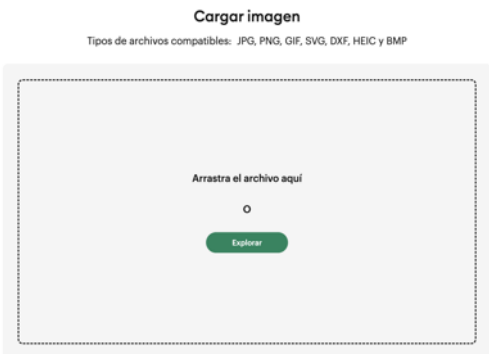 Cargar imagen
Tipos de archivos compatibles: JPG, PNG, GIF, SVG, DXF, HEIC y BMP
Arrastra el archivo aquí
O
Explorar